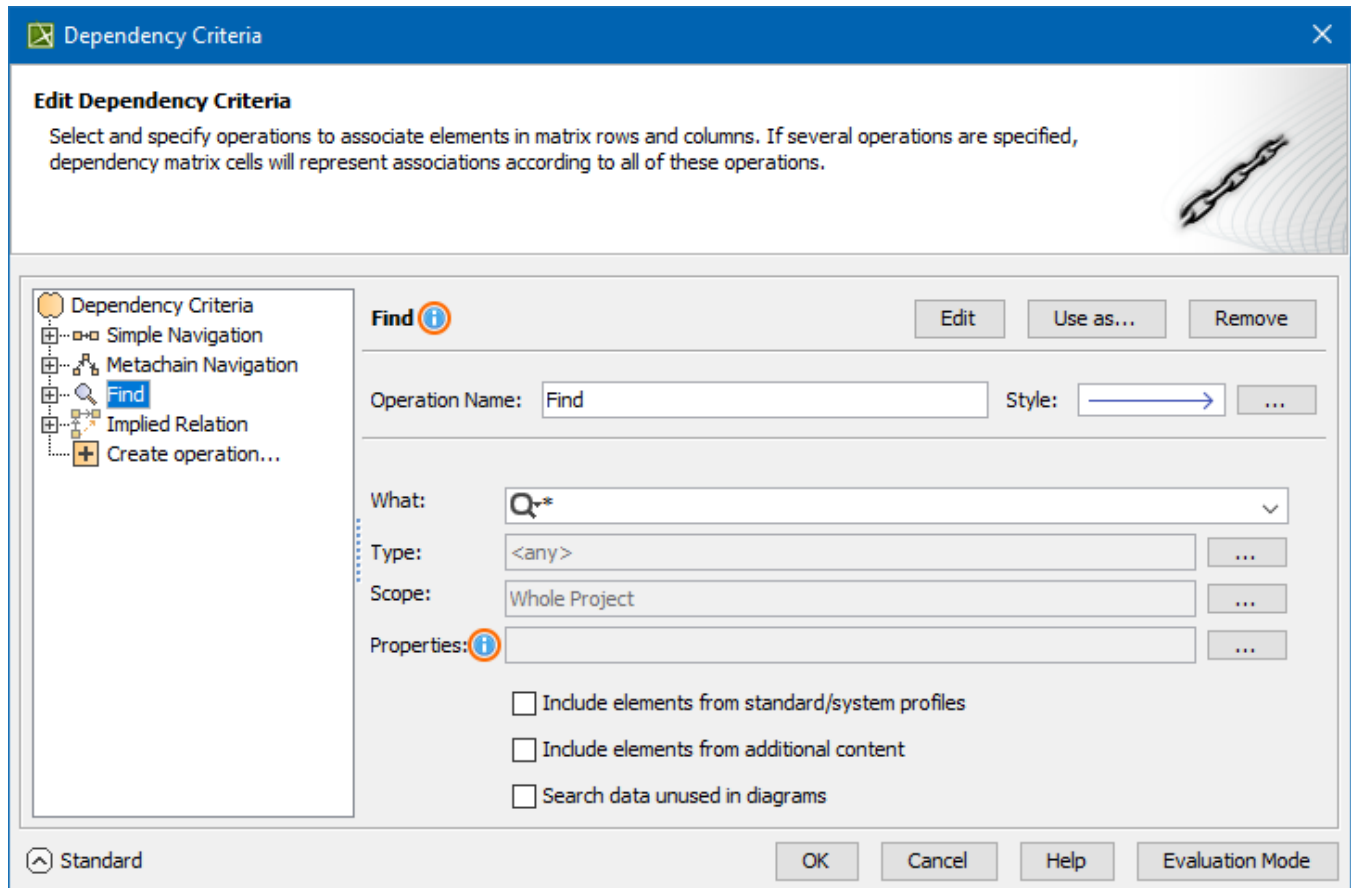 Dependency Criteria
Edit Dependency Criteria
Select and specify operations to associate elements in matrix rows and columns. If several operations are specified,
dependency matrix cells will represent associations according to all of these operations.
Dependency Criteria
Simple Navigation
Metachain Navigation
Find
Implied Relation
Create operation...
Find
Edit
Use as...
Remove
Operation Name:
Find
Style:
...
What:
*
Type:
<any>
...
Scope:
Whole Project
...
Properties:
...
Include elements from standard/system profiles
Include elements from additional content
Search data unused in diagrams
Standard
OK
Cancel
Help
Evaluation Mode